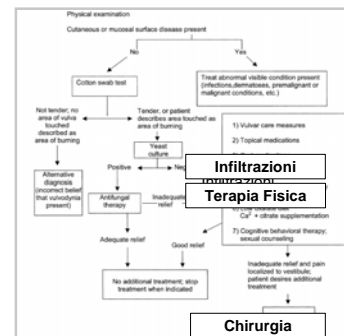 Physical examination
Cutaneous or mucosal surface disease present
No
Yes
Cotton swab test
Treat abnormal visible condition present
(infections, dermatoses, premalignant or
malignant conditions, etc.)
Not tender; no
area of vulva
touched
described as
area of burning
Tender, or patient
describes area touched as
area of burning
Yeast
culture
1) Vulvar care measures
2) Topical medications
Alternative
diagnosis
(incorrect belief
that vulvodynia
present)
Positive
Infiltrazioni
Terapia Fisica
Antifungal
therapy
Inadequate
relief
Ca2+ citrate supplementation
7) Cognitive behavioral therapy;
sexual counseling
Adequate relief
Good relief
No additional treatment; stop
treatment when indicated
Inadequate relief and pain
localized to vestibule;
patient desires additional
treatment
Chirurgia